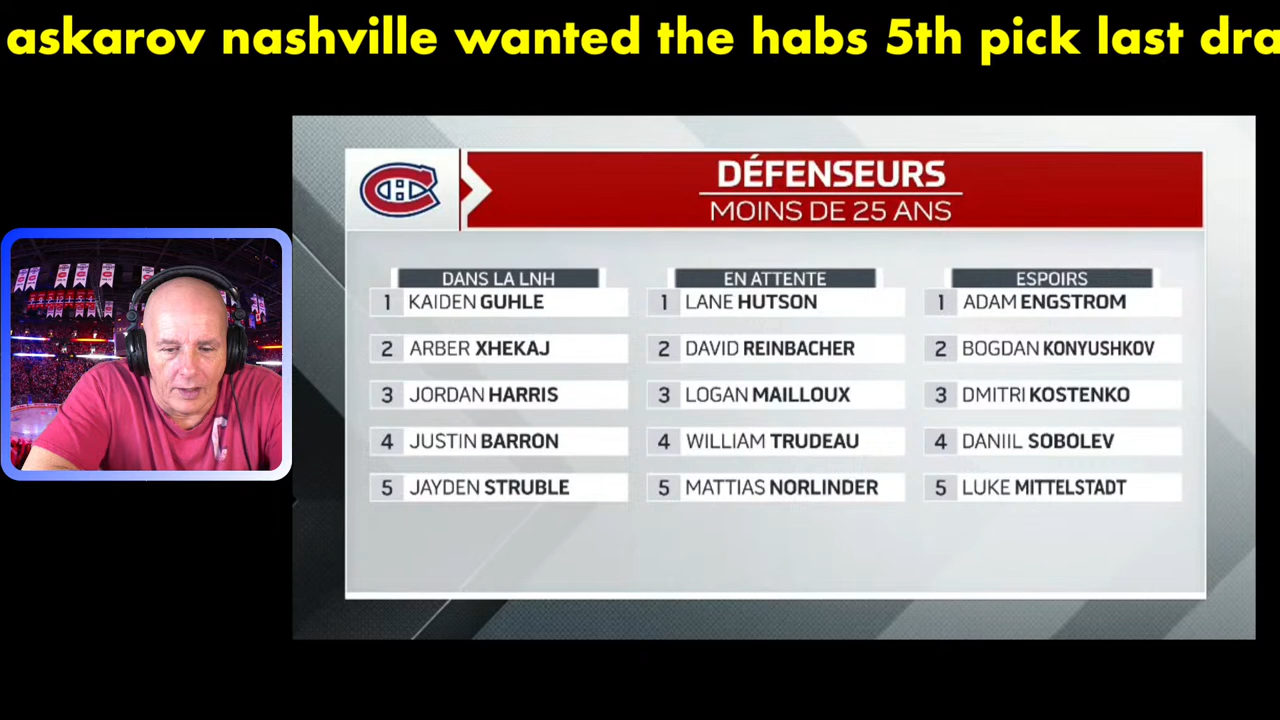 askarov nashville wanted the habs 5th pick last dra
DÉFENSEURS
MOINS DE 25 ANS
DANS LA LNH
1 KAIDEN GUHLE
2 ARBER XHEKAJ
3 JORDAN HARRIS
4 JUSTIN BARRON
5 JAYDEN STRUBLE
EN ATTENTE
1 LANE HUTSON
2 DAVID REINBACHER
3 LOGAN MAILLOUX
4 WILLIAM TRUDEAU
5 MATTIAS NORLINDER
ESPOIRS
1 ADAM ENGSTROM
2 BOGDAN KONYUSHKOV
3 DMITRI KOSTENKO
4 DANIIL SOBOLEV
5 LUKE MITTELSTADT